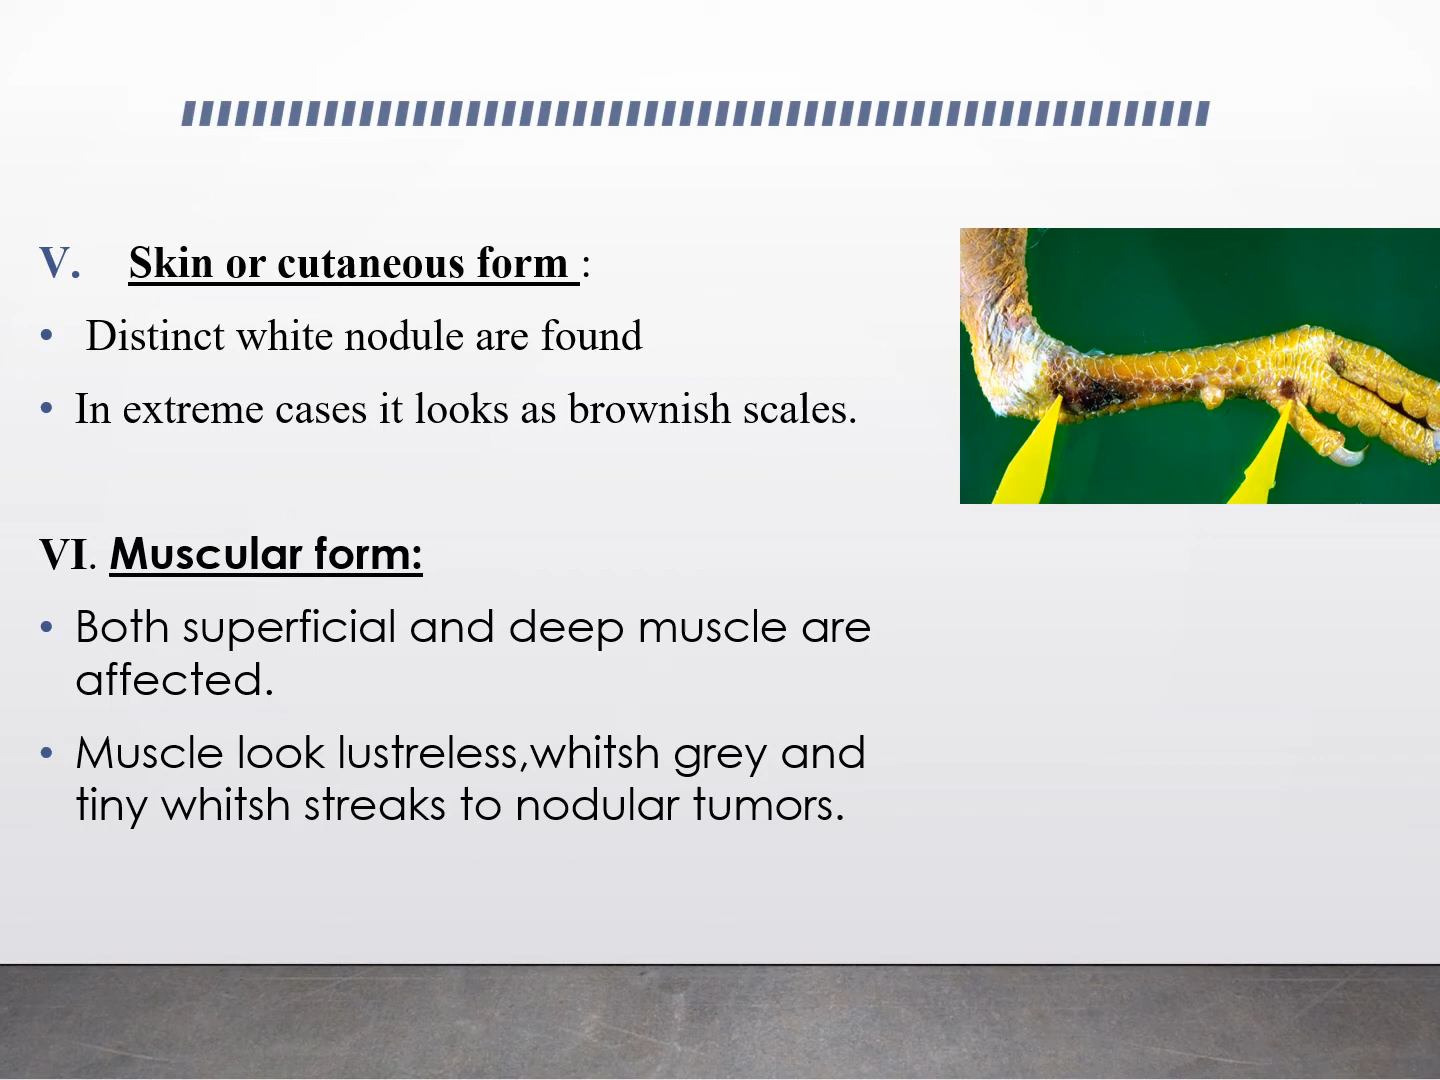 V. Skin or cutaneous form :
• Distinct white nodule are found
• In extreme cases it looks as brownish scales.
VI. Muscular form:
• Both superficial and deep muscle are
affected.
• Muscle look lustreless,whitsh grey and
tiny whitsh streaks to nodular tumors.